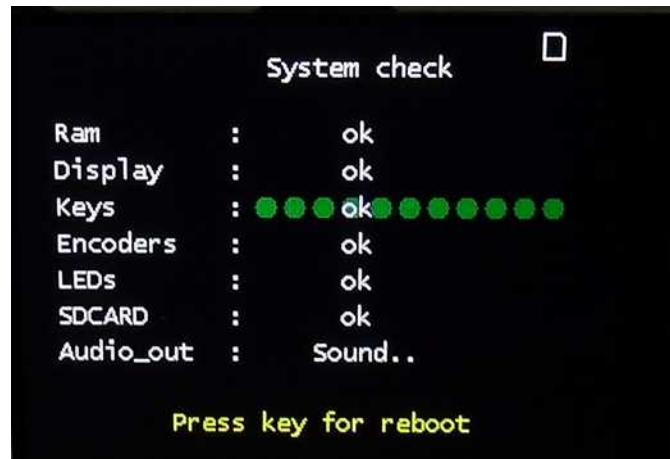 System check
Ram : ok
Display : ok
Keys : ok
Encoders : ok
LEDs : ok
SDCARD : ok
Audio_out : Sound..
Press key for reboot